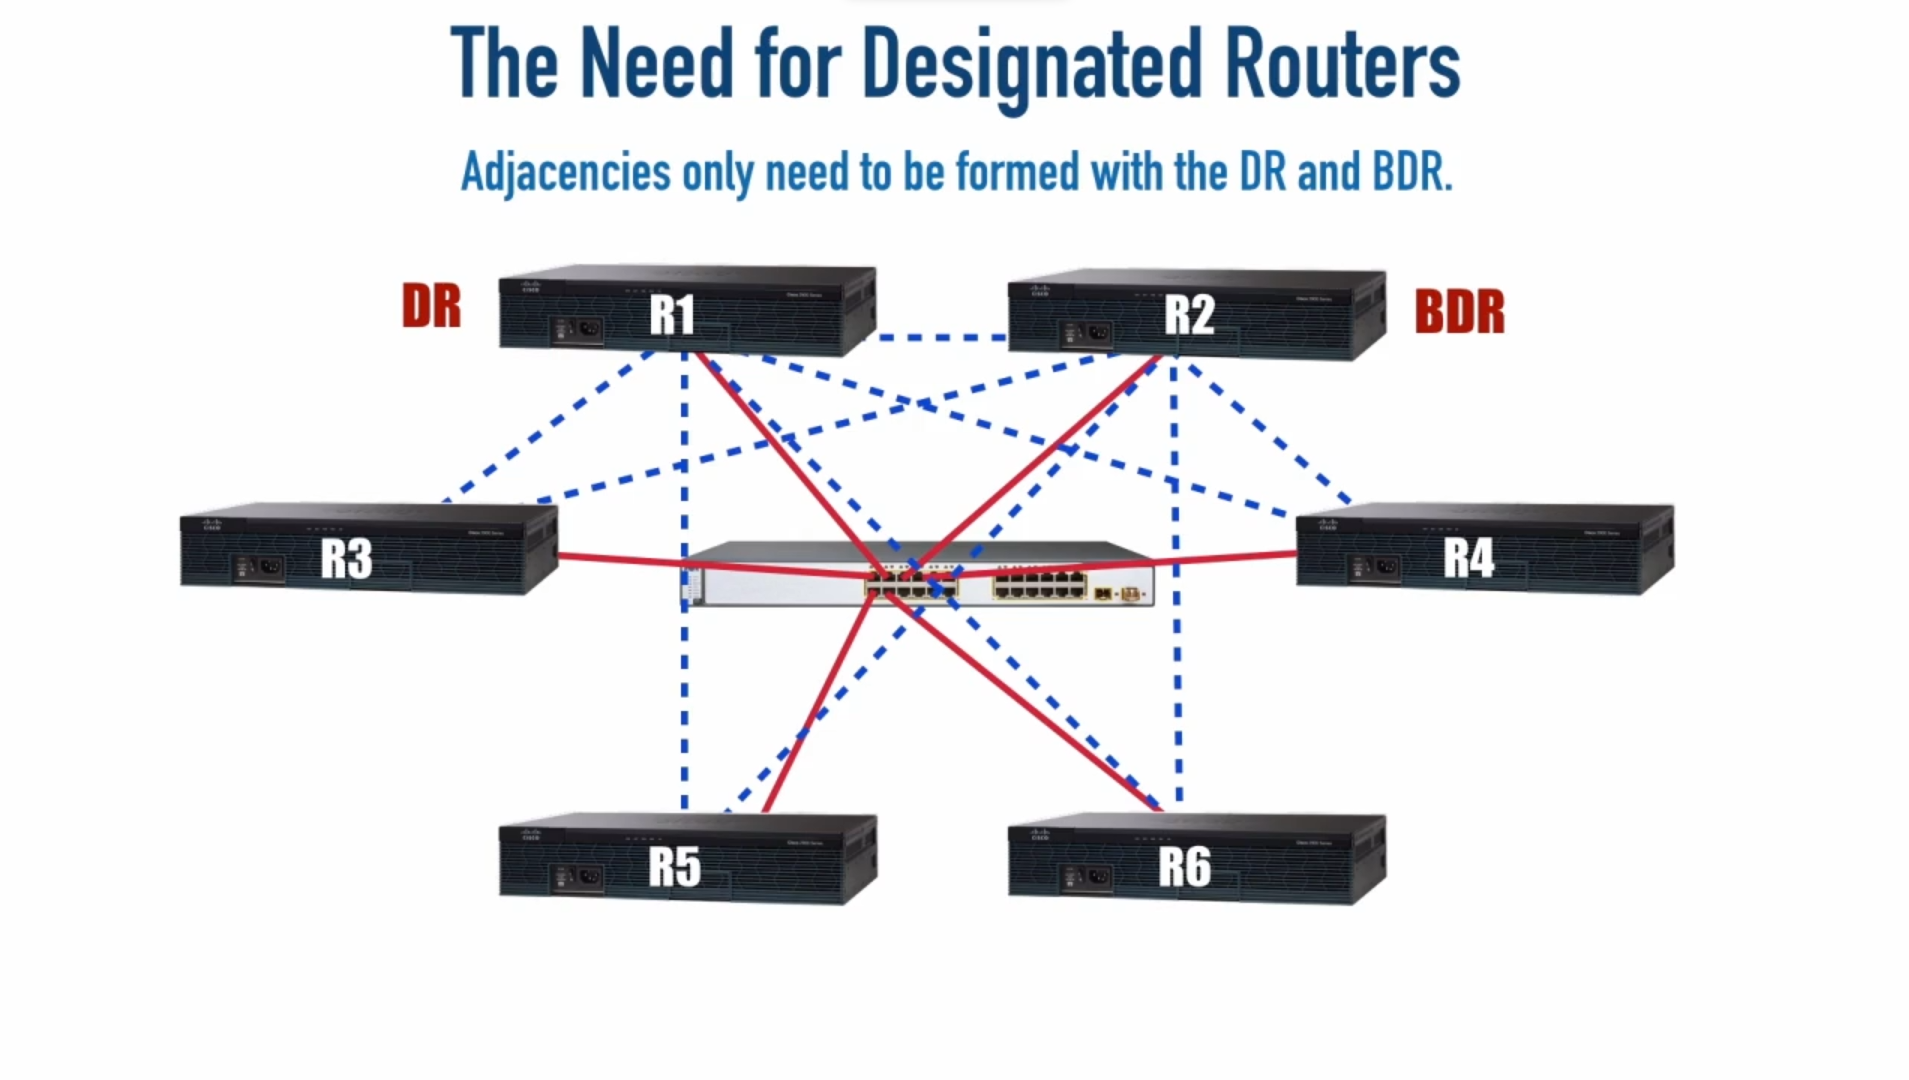 The Need for Designated Routers
Adjacencies only need to be formed with the DR and BDR.
DR
R1
R2
BDR
R3
R4
R5
R6